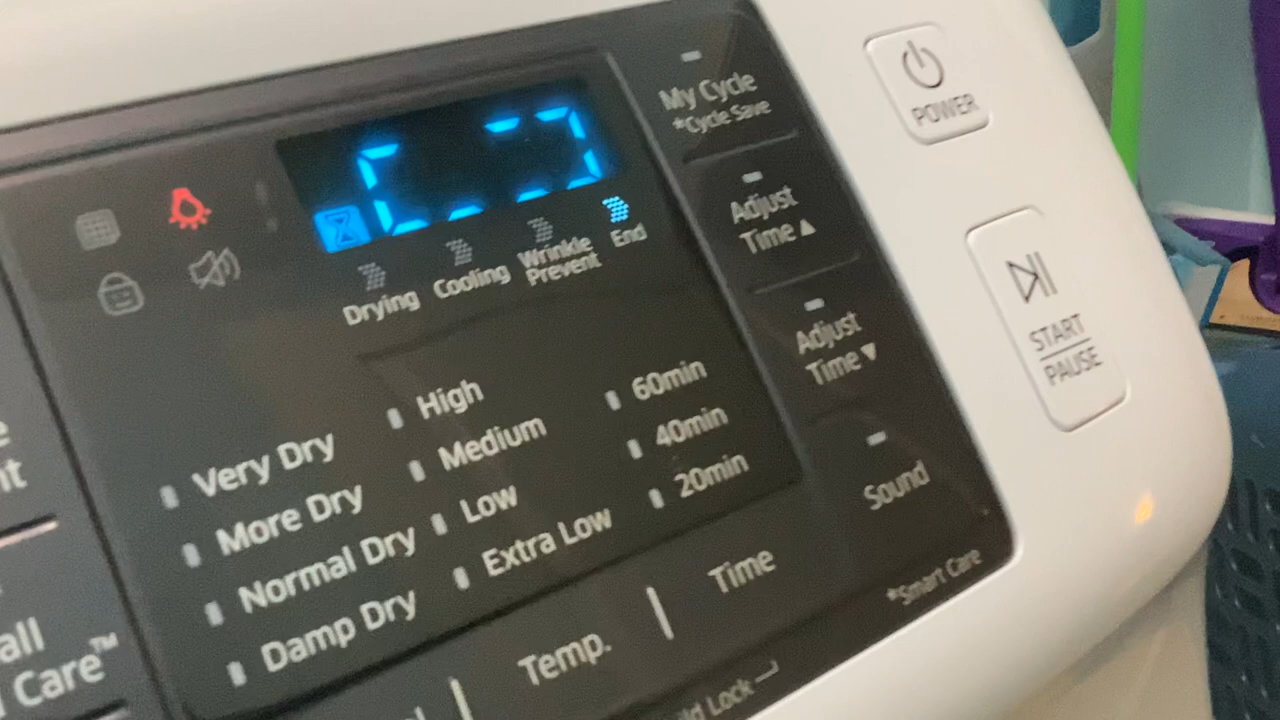 My Cycle
*Cycle Save
POWER
Adjust
Time▲
Drying
Cooling
Wrinkle
Prevent
End
Adjust
Time▼
START
PAUSE
Very Dry
More Dry
Normal Dry
Damp Dry
High
Medium
Low
Extra Low
60min
40min
20min
Sound
*Smart Care
Time
Temp.
Lock
Care™